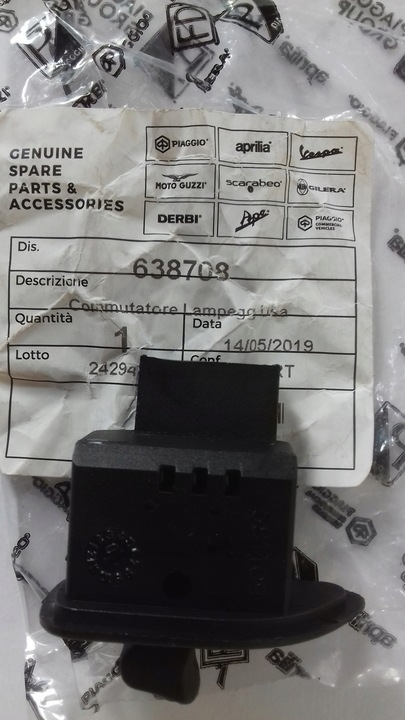 GENUINE
SPARE
PARTS &
ACCESSORIES
PIAGGIO
aprilia
Vespa
MOTO GUZZI
scarabeo
GILERA
DERBI
Ape
PIAGGIO
COMMERCIAL
VEHICLES
Dis.
638708
Descrizione
Commutatore
Quantità
1
Data
14/05/2019
Lotto
Conf.